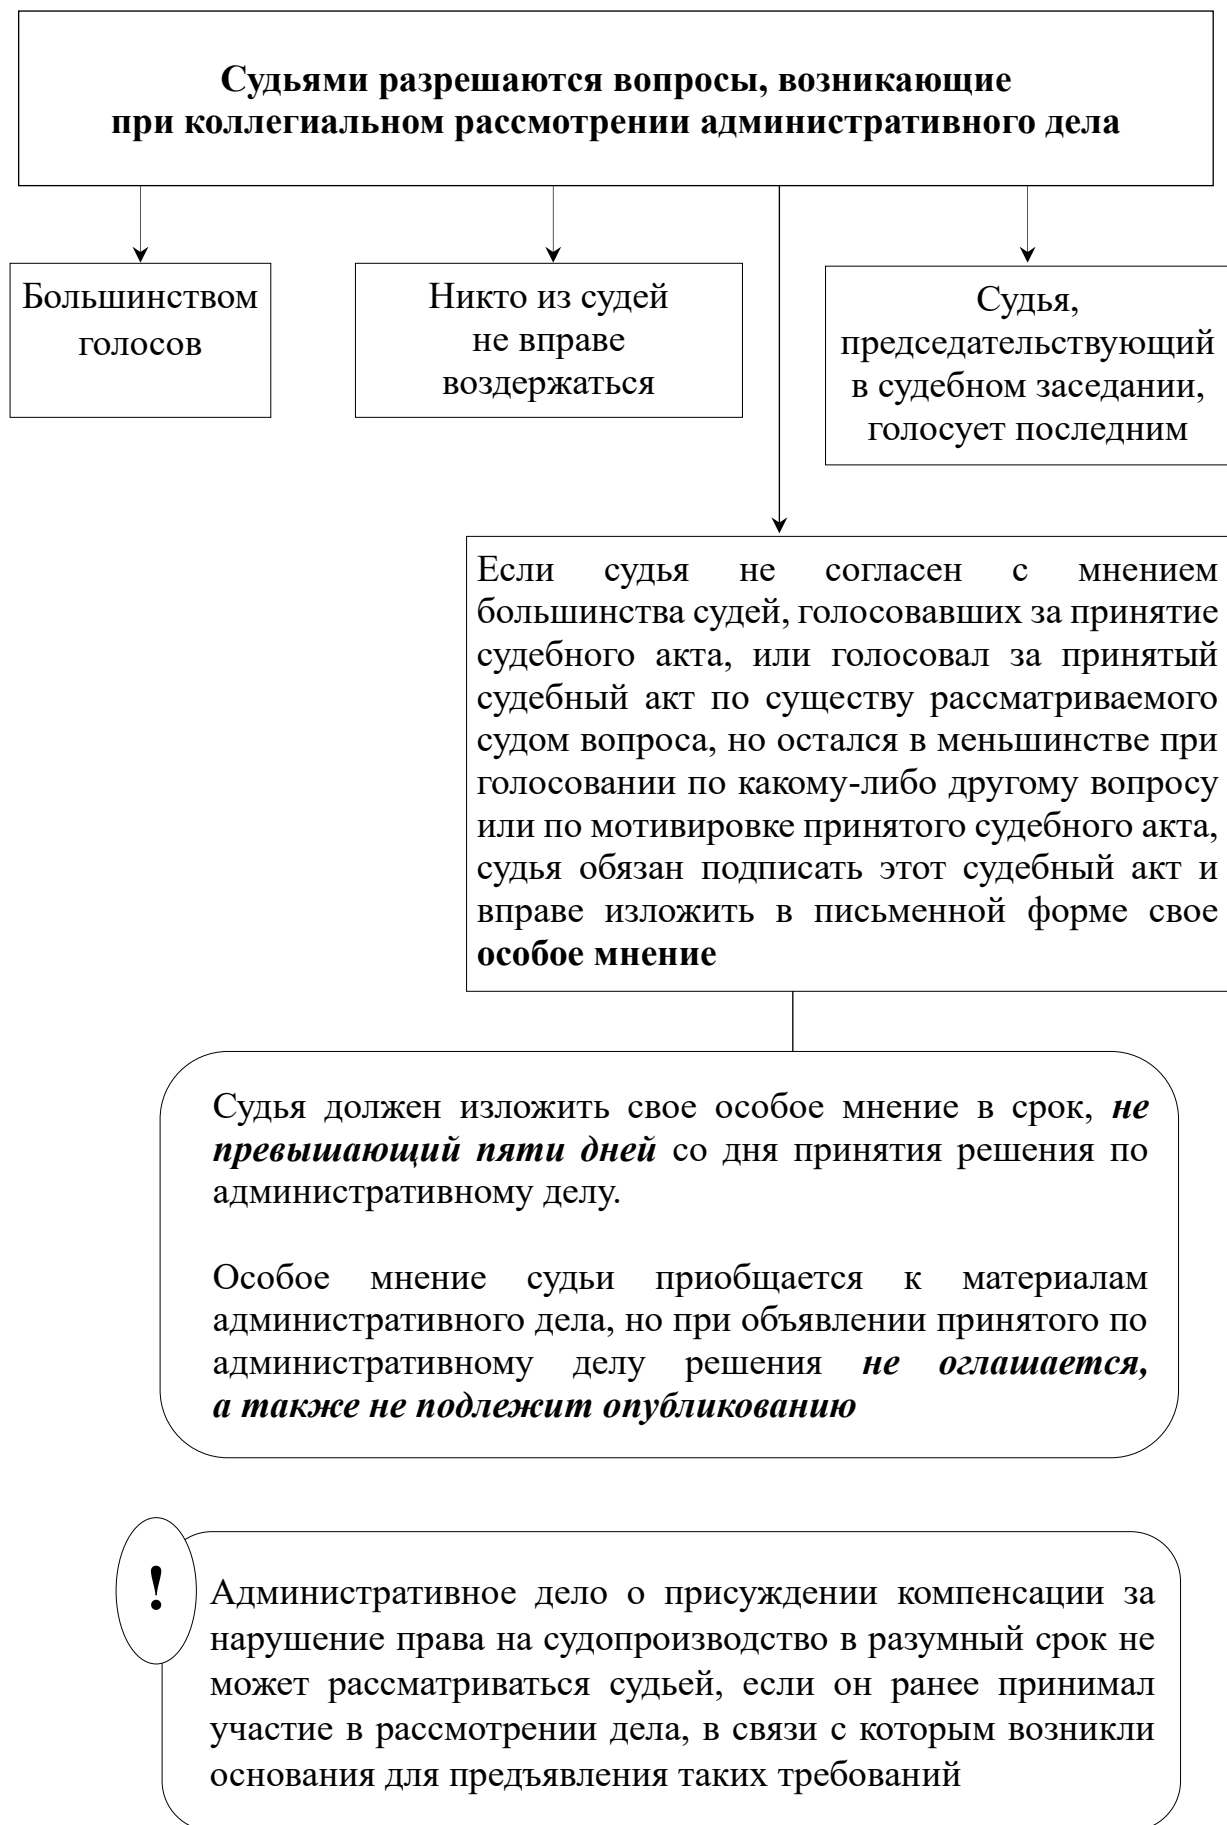 Судьями разрешаются вопросы, возникающие
при коллегиальном рассмотрении административного дела
Большинством
голосов
Никто из судей
не вправе
воздержаться
Судья,
председательствующий
в судебном заседании,
голосует последним
Если судья не согласен с мнением
большинства судей, голосовавших за принятие
судебного акта, или голосовал за принятый
судебный акт по существу рассматриваемого
судом вопроса, но остался в меньшинстве при
голосовании по какому-либо другому вопросу
или по мотивировке принятого судебного акта,
судья обязан подписать этот судебный акт и
вправе изложить в письменной форме свое
особое мнение
Судья должен изложить свое особое мнение в срок, не
превышающий пяти дней со дня принятия решения по
административному делу.
Особое мнение судьи приобщается к материалам
административного дела, но при объявлении принятого по
административному делу решения не оглашается,
а также не подлежит опубликованию
!
Административное дело о присуждении компенсации за
нарушение права на судопроизводство в разумный срок не
может рассматриваться судьей, если он ранее принимал
участие в рассмотрении дела, в связи с которым возникли
основания для предъявления таких требований